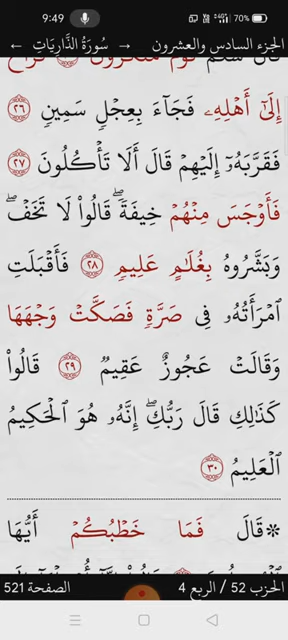 9:49
70%
الجزء السادس والعشرون → سُورَةُ الذَّارِيَاتِ ←
إِلَىٰٓ أَهْلِهِۦ فَجَآءَ بِعِجْلٍ سَمِينٍ ٢٦
فَقَرَّبَهُۥٓ إِلَيْهِمْ قَالَ أَلَا تَأْكُلُونَ ٢٧
فَأَوْجَسَ مِنْهُمْ خِيفَةً ۖ قَالُوا۟ لَا تَخَفْ ۖ
وَبَشَّرُوهُ بِغُلَـٰمٍ عَلِيمٍ ٢٨ فَأَقْبَلَتِ
ٱمْرَأَتُهُۥ فِى صَرَّةٍ فَصَكَّتْ وَجْهَهَا
وَقَالَتْ عَجُوزٌ عَقِيمٌ ٢٩ قَالُوا۟
كَذَٰلِكِ قَالَ رَبُّكِ ۖ إِنَّهُۥ هُوَ ٱلْحَكِيمُ
ٱلْعَلِيمُ ٣٠
۞قَالَ فَمَا خَطْبُكُمْ أَيُّهَا
الحزب 52 / الربع 4
الصفحة 521